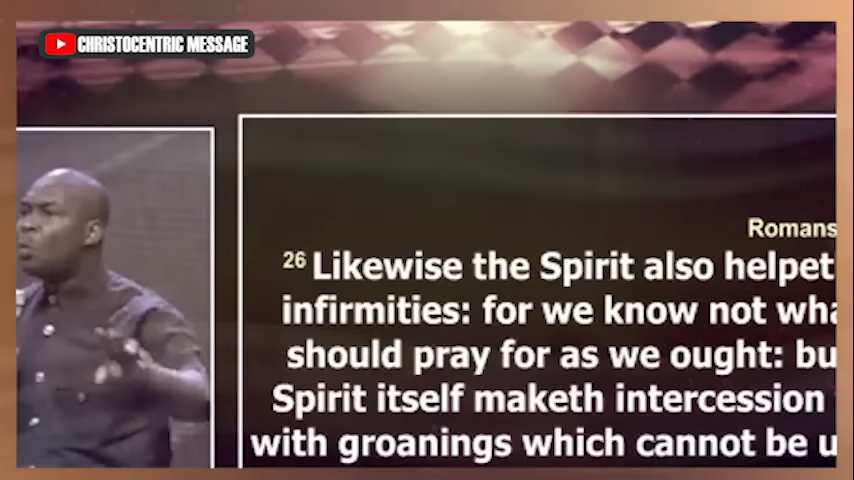 CHRISTOCENTRIC MESSAGE
Romans
26 Likewise the Spirit also helpet
infirmities: for we know not wha
should pray for as we ought: bu
Spirit itself maketh intercession
with groanings which cannot be u